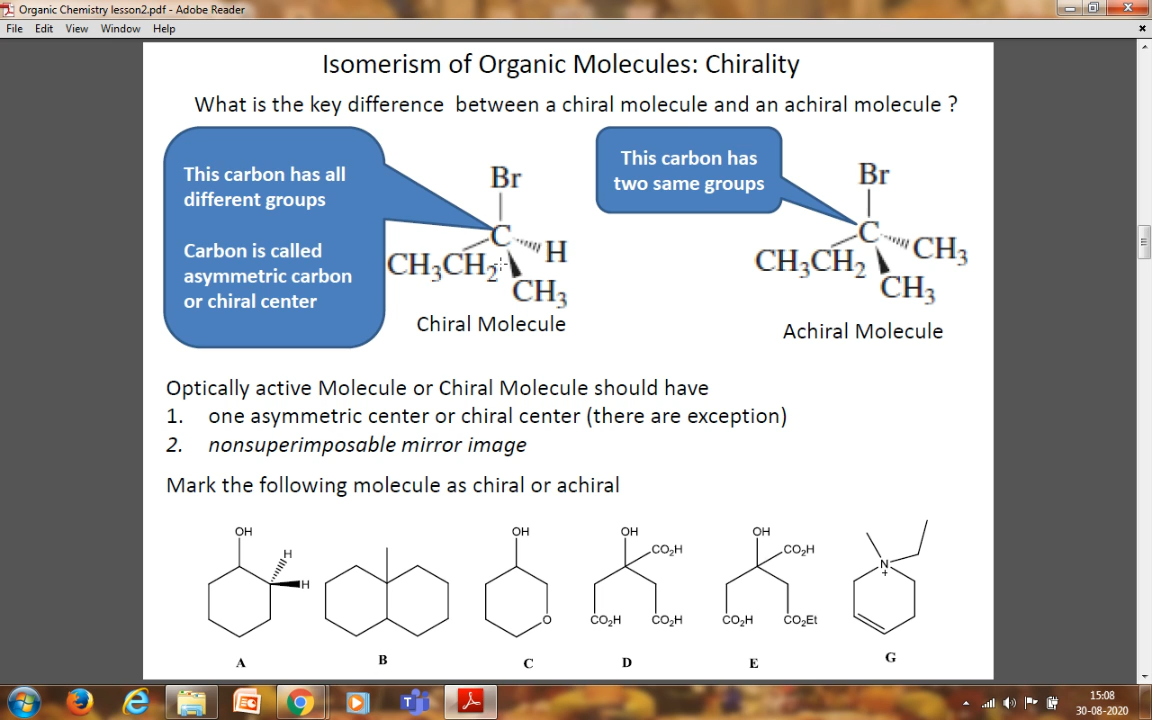 Organic Chemistry lesson2.pdf - Adobe Reader
File Edit View Window Help
Isomerism of Organic Molecules: Chirality
What is the key difference between a chiral molecule and an achiral molecule ?
This carbon has all
different groups
Carbon is called
asymmetric carbon
or chiral center
Br
C
H
CH3CH2
CH3
Chiral Molecule
This carbon has
two same groups
Br
C
CH3
CH3CH2
CH3
Achiral Molecule
Optically active Molecule or Chiral Molecule should have
1. one asymmetric center or chiral center (there are exception)
2. nonsuperimposable mirror image
Mark the following molecule as chiral or achiral
OH
H
H
A
B
OH
O
C
OH
CO2H
CO2H CO2H
D
OH
CO2H
CO2H CO2Et
E
N
+
G
15:08
30-08-2020